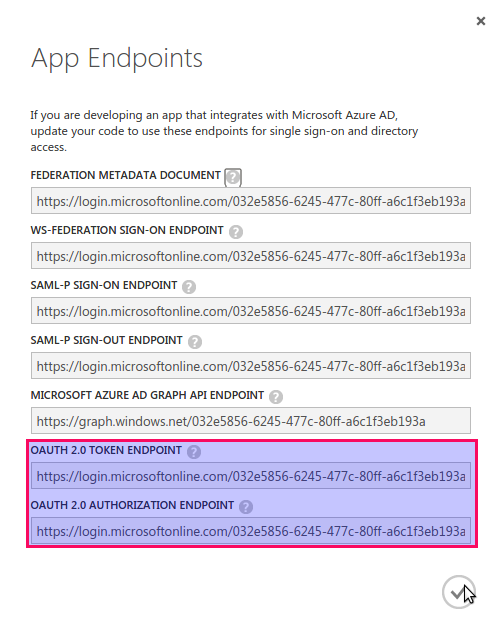 App Endpoints
If you are developing an app that integrates with Microsoft Azure AD,
update your code to use these endpoints for single sign-on and directory
access.
FEDERATION METADATA DOCUMENT ?
https://login.microsoftonline.com/032e5856-6245-477c-80ff-a6c1f3eb193a
WS-FEDERATION SIGN-ON ENDPOINT ?
https://login.microsoftonline.com/032e5856-6245-477c-80ff-a6c1f3eb193a
SAML-P SIGN-ON ENDPOINT ?
https://login.microsoftonline.com/032e5856-6245-477c-80ff-a6c1f3eb193a
SAML-P SIGN-OUT ENDPOINT ?
https://login.microsoftonline.com/032e5856-6245-477c-80ff-a6c1f3eb193a
MICROSOFT AZURE AD GRAPH API ENDPOINT ?
https://graph.windows.net/032e5856-6245-477c-80ff-a6c1f3eb193a
OAUTH 2.0 TOKEN ENDPOINT ?
https://login.microsoftonline.com/032e5856-6245-477c-80ff-a6c1f3eb193a
OAUTH 2.0 AUTHORIZATION ENDPOINT ?
https://login.microsoftonline.com/032e5856-6245-477c-80ff-a6c1f3eb193a